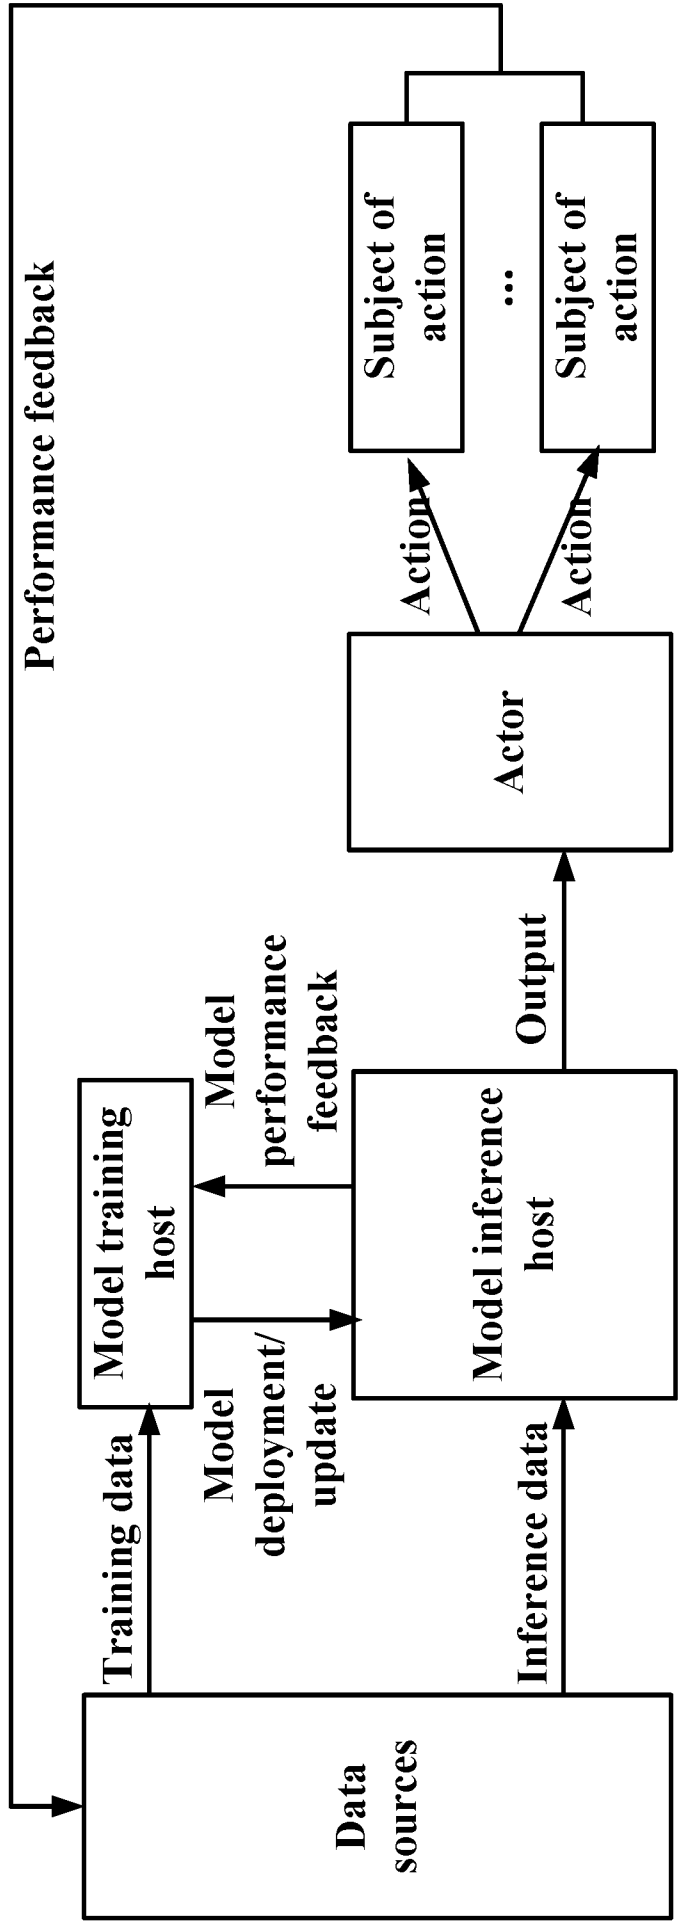 Performance feedback
Data
sources
Training data
Inference data
Model training
host
Model
deployment/
update
Model
performance
feedback
Model inference
host
Output
Actor
Action
Action
Subject of
action
...
Subject of
action